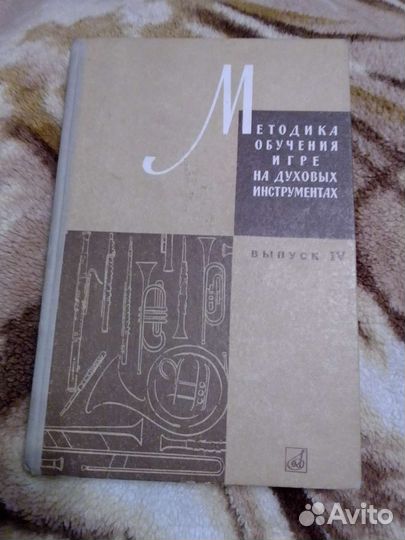 МЕТОДИКА
ОБУЧЕНИЯ
ИГРЕ
НА ДУХОВЫХ
ИНСТРУМЕНТАХ
ВЫПУСК IV
Avito